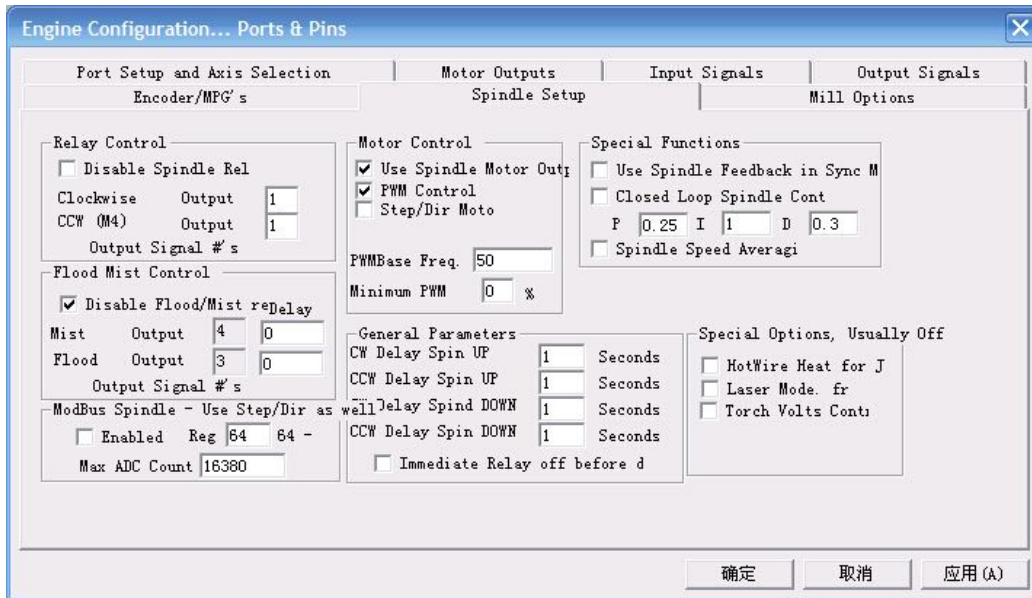 Engine Configuration... Ports & Pins
Port Setup and Axis Selection
Motor Outputs
Input Signals
Output Signals
Encoder/MPG's
Spindle Setup
Mill Options
Relay Control
Disable Spindle Rel
Clockwise Output 1
CCW (M4) Output 1
Output Signal #'s
Flood Mist Control
Disable Flood/Mist re Delay
Mist Output 4 0
Flood Output 3 0
Output Signal #'s
ModBus Spindle - Use Step/Dir as well
Enabled Reg 64 64 -
Max ADC Count 16380
Motor Control
Use Spindle Motor Outp
PWM Control
Step/Dir Moto
PWMBase Freq. 50
Minimum PWM 0 %
General Parameters
CW Delay Spin UP 1 Seconds
CCW Delay Spin UP 1 Seconds
CW Delay Spind DOWN 1 Seconds
CCW Delay Spin DOWN 1 Seconds
Immediate Relay off before d
Special Functions
Use Spindle Feedback in Sync M
Closed Loop Spindle Cont
P 0.25 I 1 D 0.3
Spindle Speed Averagi
Special Options, Usually Off
HotWire Heat for J
Laser Mode. fr
Torch Volts Conti
确定
取消
应用(A)